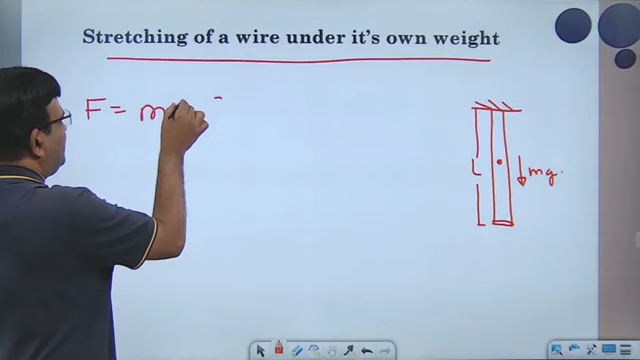 Stretching of a wire under it's own weight
F = m
L
mg.